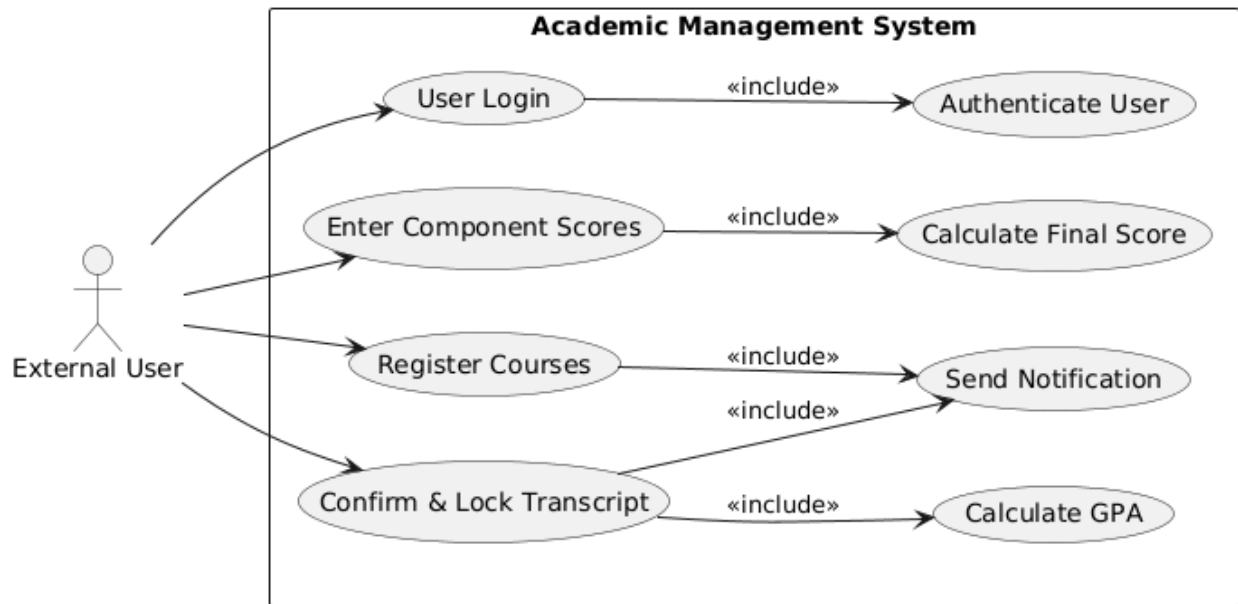 Academic Management System
User Login
«include»
Authenticate User
Enter Component Scores
«include»
Calculate Final Score
External User
Register Courses
«include»
Send Notification
«include»
Confirm & Lock Transcript
«include»
Calculate GPA